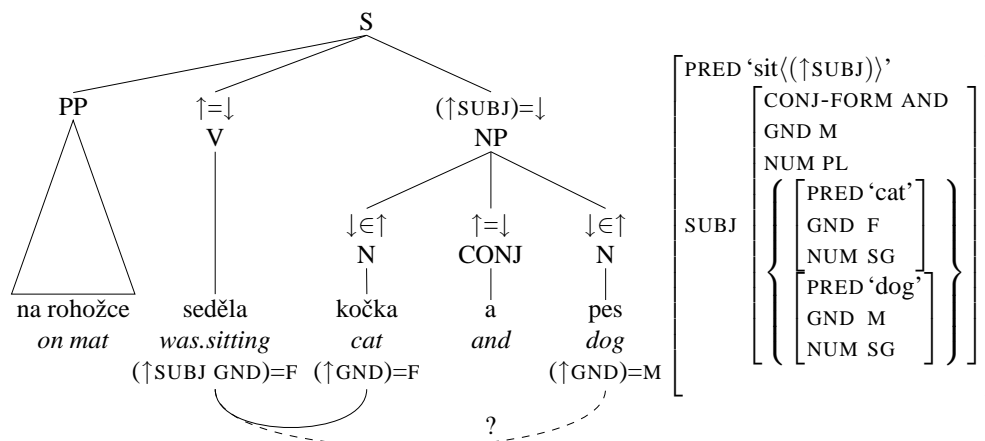 S
PP ↑=↓ (↑SUBJ)=↓
V NP
↓∈↑ ↑=↓ ↓∈↑
N CONJ N
na rohožce seděla kočka a pes
on mat was.sitting cat and dog
(↑SUBJ GND)=F (↑GND)=F (↑GND)=M
?
PRED ‘sit⟨(↑SUBJ)⟩’
SUBJ
CONJ-FORM AND
GND M
NUM PL
PRED ‘cat’
GND F
NUM SG
PRED ‘dog’
GND M
NUM SG